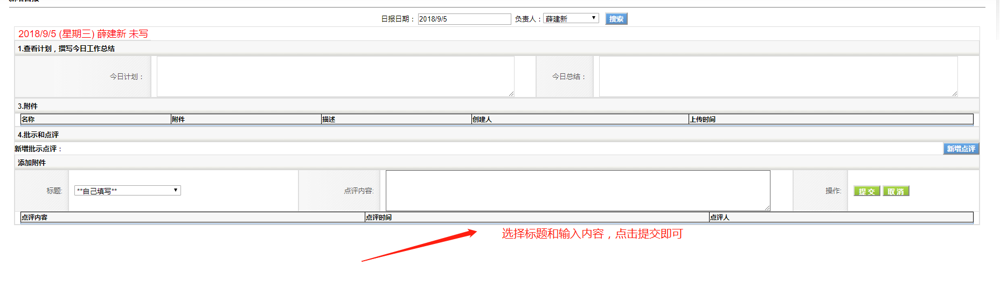 日报日期： 2018/9/5 负责人： 薛建新 搜索
2018/9/5 (星期三) 薛建新 未写
1.查看计划，撰写今日工作总结
今日计划： 今日总结：
3.附件
名称 附件 描述 创建人 上传时间
4.批示和点评
新增批示点评： 新增点评
添加附件
标题: **自己填写** 点评内容: 操作: 提 交 取 消
点评内容 点评时间 点评人
选择标题和输入内容，点击提交即可